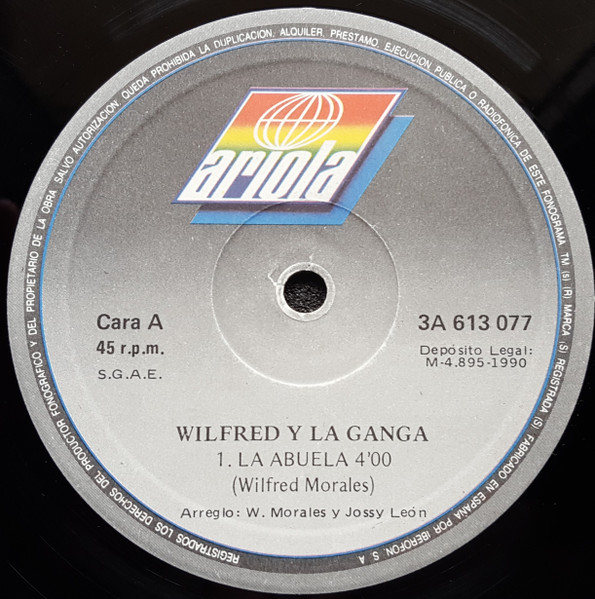 REGISTRADOS LOS DERECHOS DEL PRODUCTOR FONOGRAFICO Y DEL PROPIETARIO DE LA OBRA. SALVO AUTORIZACION. QUEDA PROHIBIDA LA DUPLICACION. ALQUILER, PRESTAMO, EJECUCION PUBLICA O RADIOFONICA DE ESTE FONOGRAMA TM (s) (R) MARCA (S) REGISTRADA (S) FABRICADO EN ESPAÑA POR IBEROFON, S. A.
ariola
Cara A
45 r.p.m.
S.G.A.E.
3A 613 077
Depósito Legal:
M-4.895-1990
WILFRED Y LA GANGA
1. LA ABUELA 4'00
(Wilfred Morales)
Arreglo: W. Morales y Jossy León